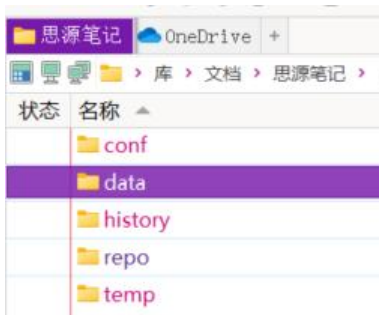 思源笔记 OneDrive +
库 > 文档 > 思源笔记 >
状态 名称
conf
data
history
repo
temp